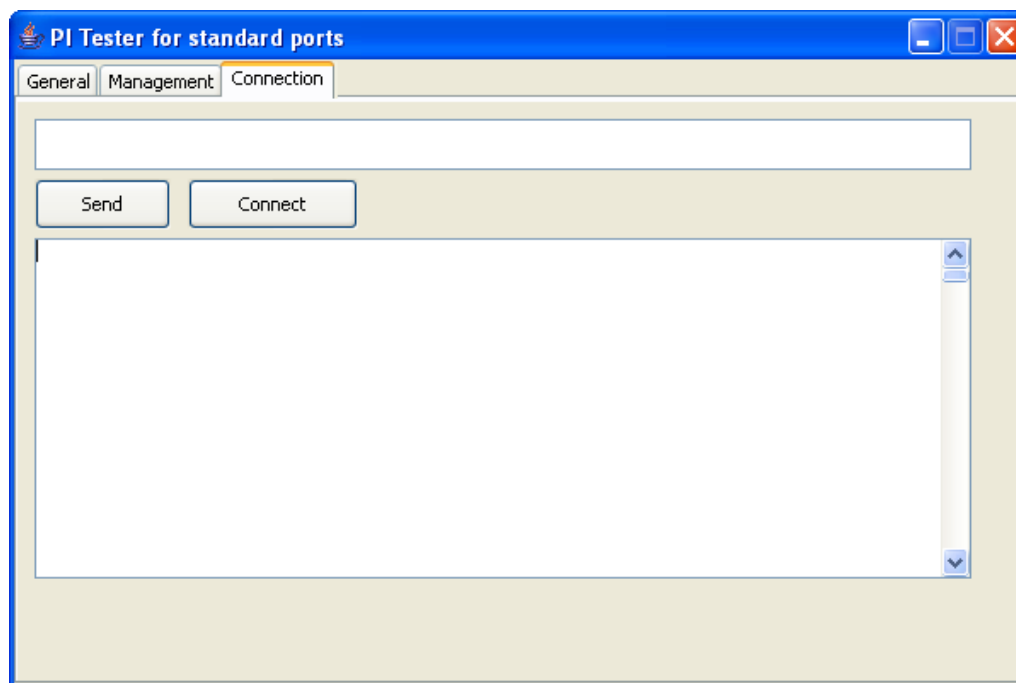 PI Tester for standard ports
General Management Connection
Send Connect